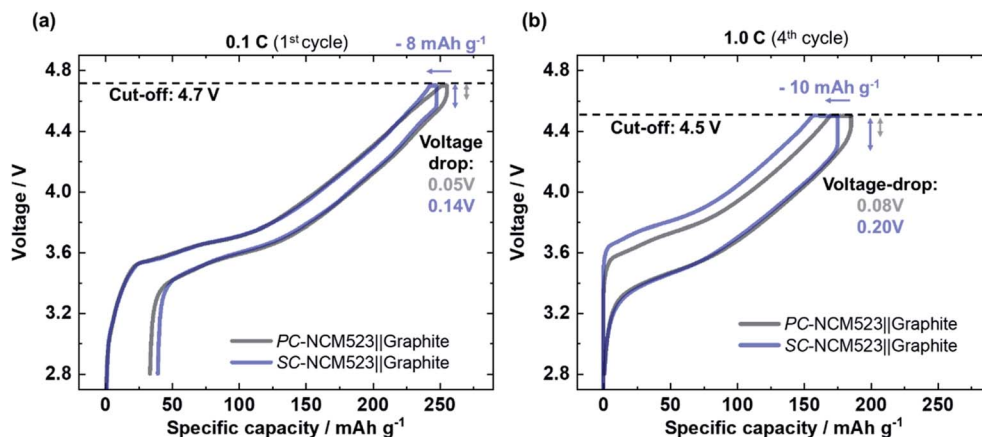 (a)
0.1 C (1st cycle)
- 8 mAh g-1
4.8
Cut-off: 4.7 V
4.4
Voltage
drop:
0.05V
0.14V
4.0
3.6
3.2
2.8
Voltage / V
PC-NCM523||Graphite
SC-NCM523||Graphite
0 50 100 150 200 250
Specific capacity / mAh g-1
(b)
1.0 C (4th cycle)
4.8
- 10 mAh g-1
Cut-off: 4.5 V
4.4
4.0
Voltage-drop:
0.08V
0.20V
3.6
3.2
2.8
Voltage / V
PC-NCM523||Graphite
SC-NCM523||Graphite
0 50 100 150 200 250
Specific capacity / mAh g-1